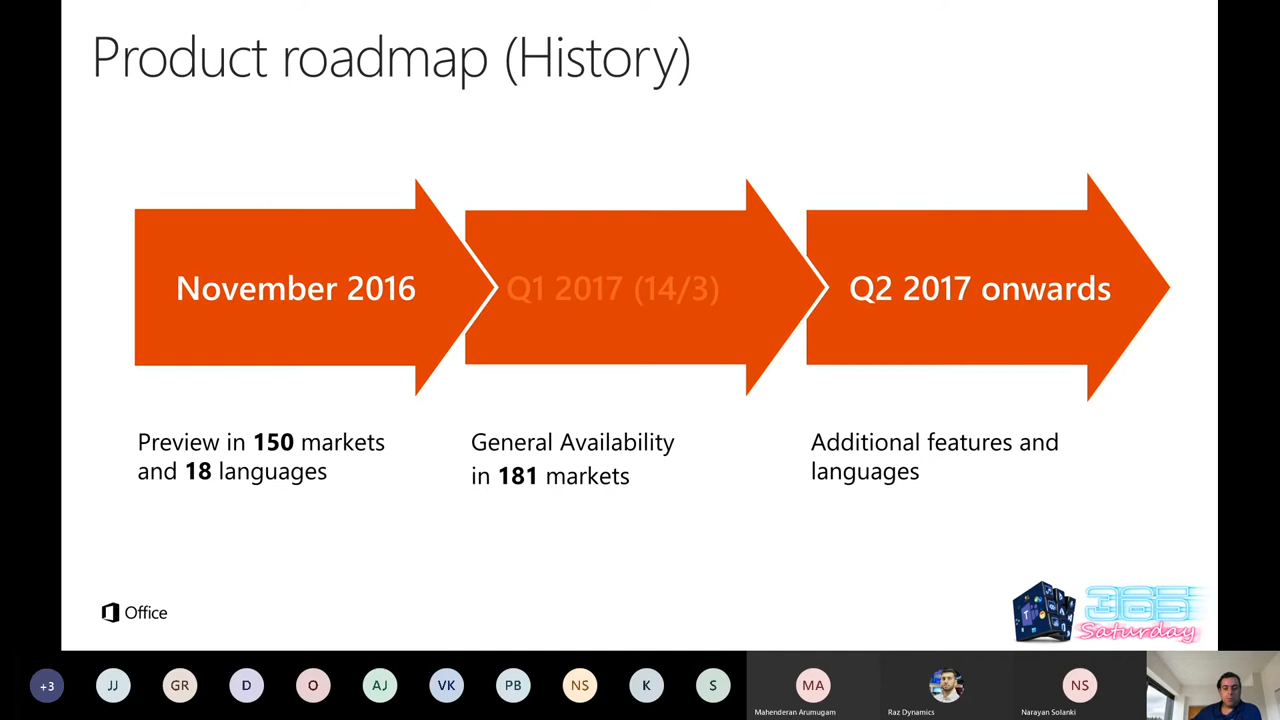 Product roadmap (History)
November 2016
Q1 2017 (14/3)
Q2 2017 onwards
Preview in 150 markets
and 18 languages
General Availability
in 181 markets
Additional features and
languages
Office
365
Saturday
+3
JJ
GR
D
O
AJ
VK
PB
NS
K
S
MA
Mahenderan Arumugam
Raz Dynamics
NS
Narayan Solanki